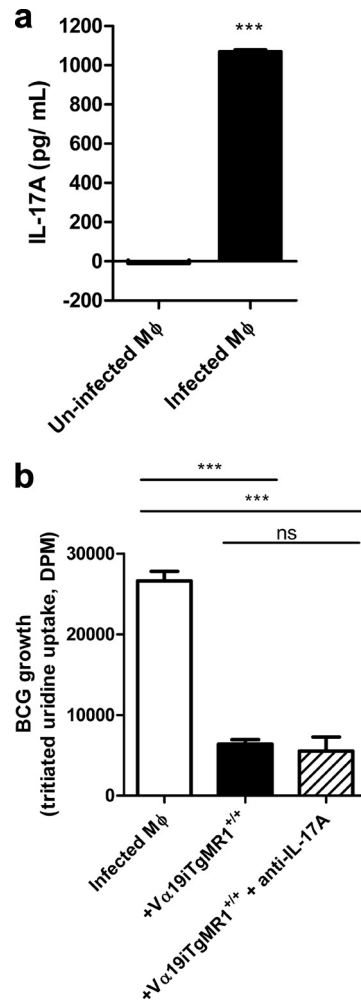 a
***
1200
1000
800
600
400
200
0
-200
IL-17A (pg/ mL)
Un-infected Mϕ
Infected Mϕ
b
***
***
ns
30000
20000
10000
0
BCG growth
(tritiated uridine uptake, DPM)
Infected Mϕ
+Vα19iTgMR1+/+
+Vα19iTgMR1+/+ + anti-IL-17A